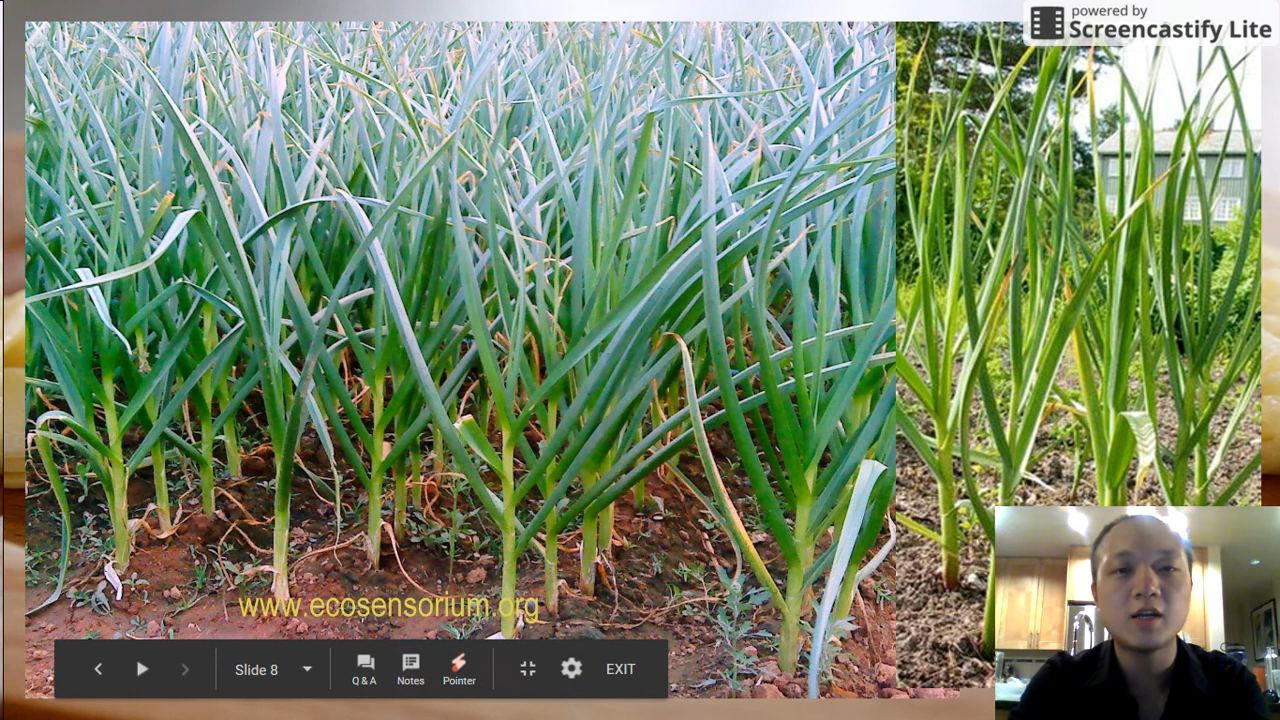 powered by
Screencastify Lite
www.ecosensorium.org
Slide 8
Q & A
Notes
Pointer
EXIT